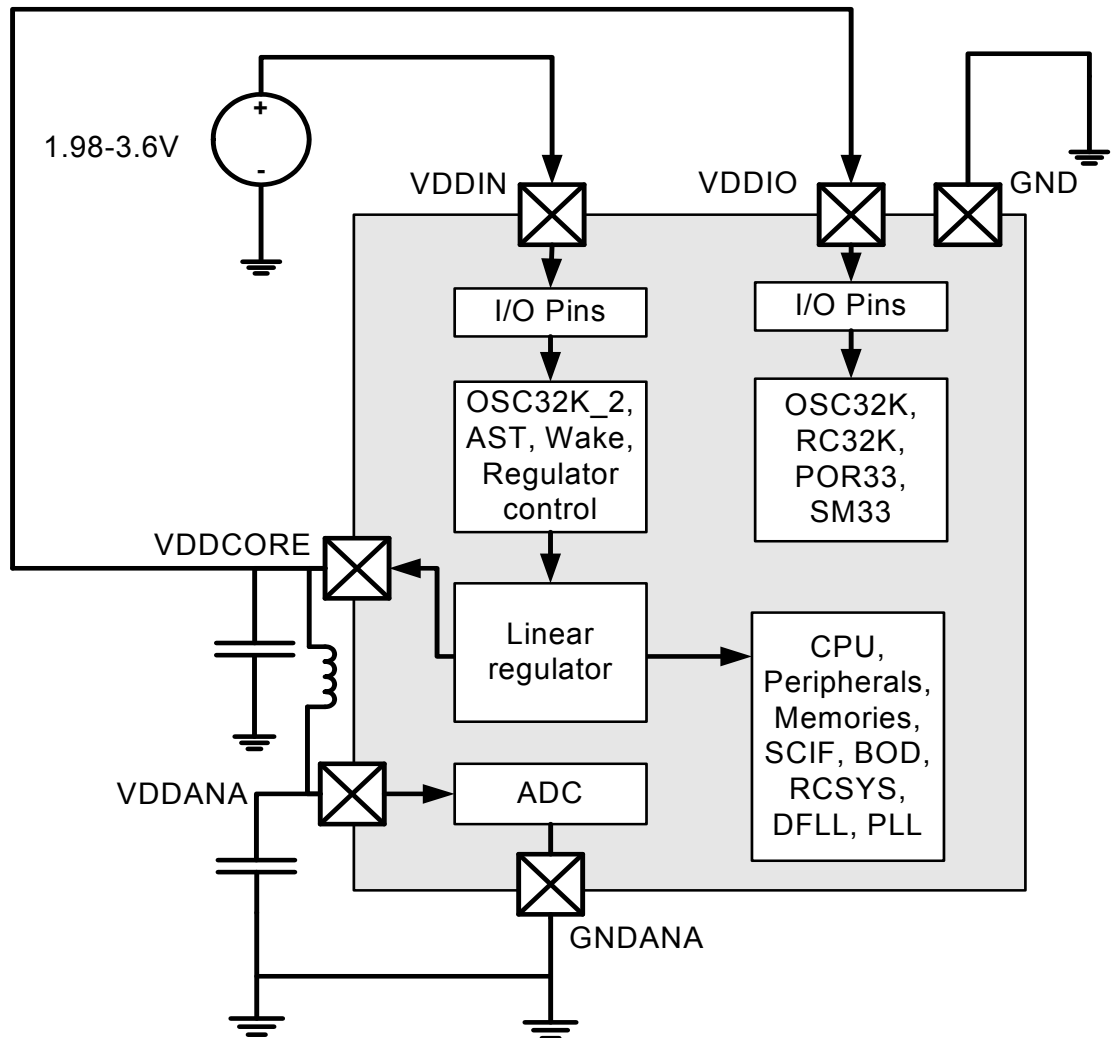 1.98-3.6V
+
-
VDDIN
VDDIO
GND
I/O Pins
I/O Pins
OSC32K_2,
AST, Wake,
Regulator
control
OSC32K,
RC32K,
POR33,
SM33
VDDCORE
Linear
regulator
CPU,
Peripherals,
Memories,
SCIF, BOD,
RCSYS,
DFLL, PLL
VDDANA
ADC
GNDANA